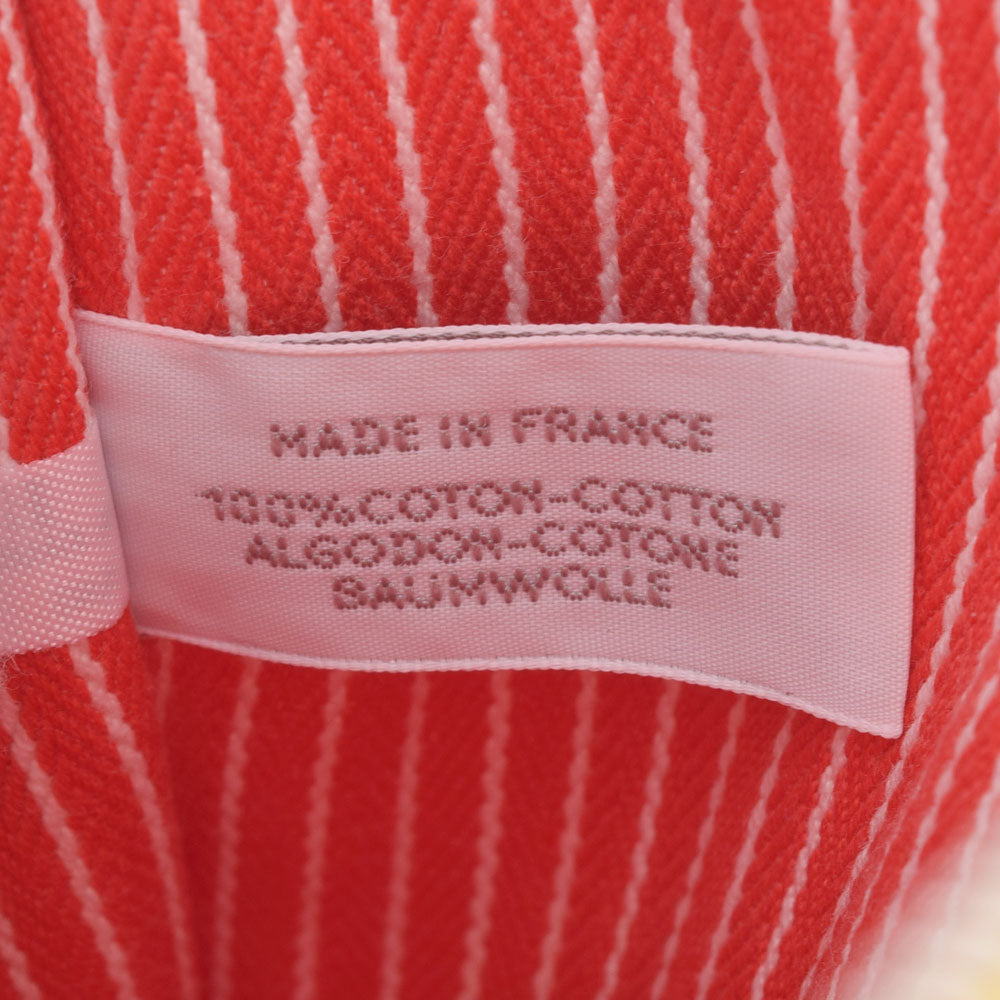 MADE IN FRANCE
100% COTON-COTTON
ALGODON-COTONE
BAUMWOLLE